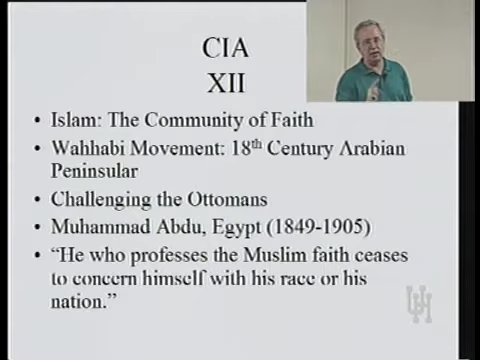 CIA
XII
• Islam: The Community of Faith
• Wahhabi Movement: 18th Century Arabian
Peninsular
• Challenging the Ottomans
• Muhammad Abdu, Egypt (1849-1905)
• “He who professes the Muslim faith ceases
to concern himself with his race or his
nation.”
UH